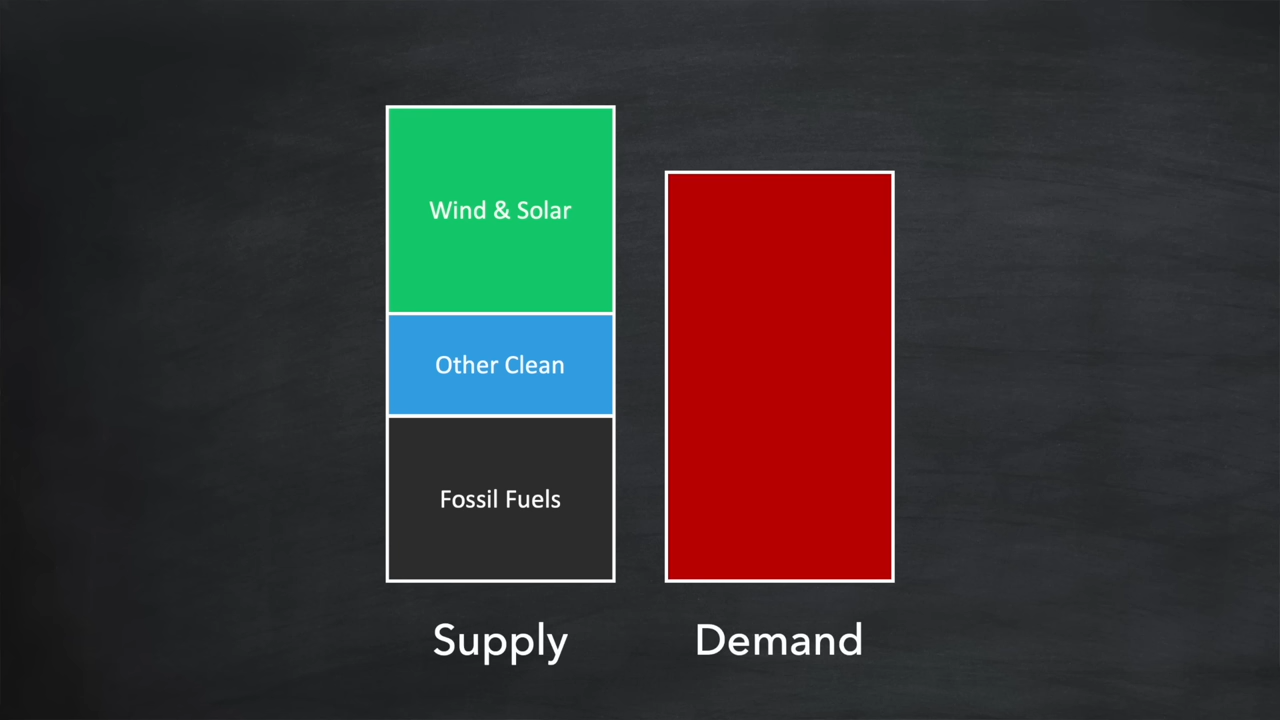 Wind & Solar
Other Clean
Fossil Fuels
Supply
Demand